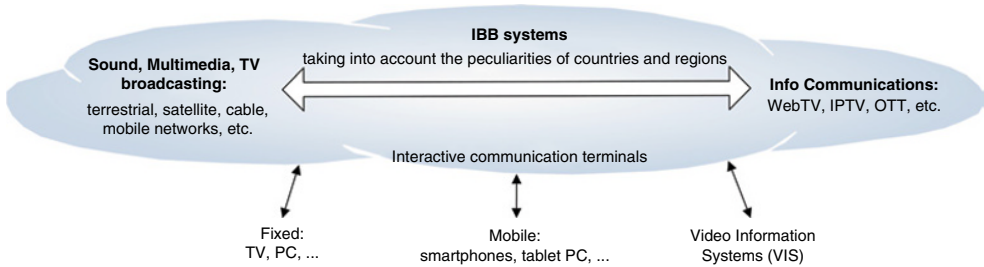 IBB systems
taking into account the peculiarities of countries and regions
Sound, Multimedia, TV
broadcasting:
terrestrial, satellite, cable,
mobile networks, etc.
Info Communications:
WebTV, IPTV, OTT, etc.
Interactive communication terminals
Fixed:
TV, PC, ...
Mobile:
smartphones, tablet PC, ...
Video Information
Systems (VIS)